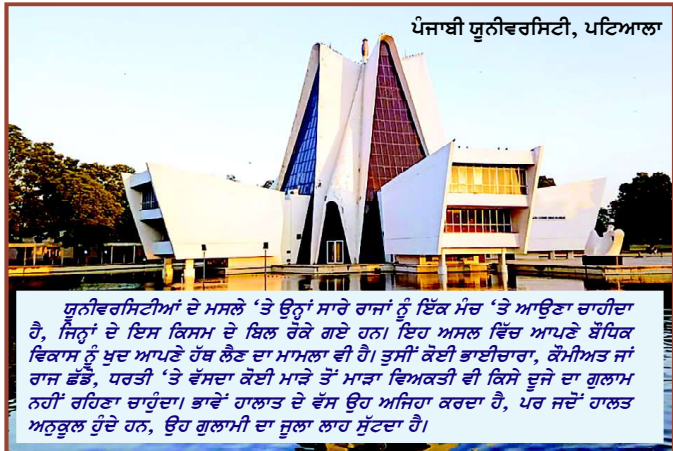 ਪੰਜਾਬੀ ਯੂਨੀਵਰਸਿਟੀ, ਪਟਿਆਲਾ
ਯੂਨੀਵਰਸਿਟੀਆਂ ਦੇ ਮਸਲੇ ‘ਤੇ ਉਨ੍ਹਾਂ ਸਾਰੇ ਰਾਜਾਂ ਨੂੰ ਇੱਕ ਮੰਚ ‘ਤੇ ਆਉਣਾ ਚਾਹੀਦਾ
ਹੈ, ਜਿਨ੍ਹਾਂ ਦੇ ਇਸ ਕਿਸਮ ਦੇ ਬਿਲ ਰੋਕੇ ਗਏ ਹਨ। ਇਹ ਅਸਲ ਵਿੱਚ ਆਪਣੇ ਬੌਧਿਕ
ਵਿਕਾਸ ਨੂੰ ਖੁਦ ਆਪਣੇ ਹੱਥ ਲੈਣ ਦਾ ਮਾਮਲਾ ਵੀ ਹੈ। ਤੁਸੀਂ ਕੋਈ ਭਾਈਚਾਰਾ, ਕੌਮੀਅਤ ਜਾਂ
ਰਾਜ ਛੱਡੋ, ਧਰਤੀ ‘ਤੇ ਵੱਸਦਾ ਕੋਈ ਮਾੜੇ ਤੋਂ ਮਾੜਾ ਵਿਅਕਤੀ ਵੀ ਕਿਸੇ ਦੂਜੇ ਦਾ ਗੁਲਾਮ
ਨਹੀਂ ਰਹਿਣਾ ਚਾਹੁੰਦਾ। ਭਾਵੇਂ ਹਾਲਾਤ ਦੇ ਵੱਸ ਉਹ ਅਜਿਹਾ ਕਰਦਾ ਹੈ, ਪਰ ਜਦੋਂ ਹਾਲਤ
ਅਨੁਕੂਲ ਹੁੰਦੇ ਹਨ, ਉਹ ਗੁਲਾਮੀ ਦਾ ਜੂਲਾ ਲਾਹ ਸੁੱਟਦਾ ਹੈ।